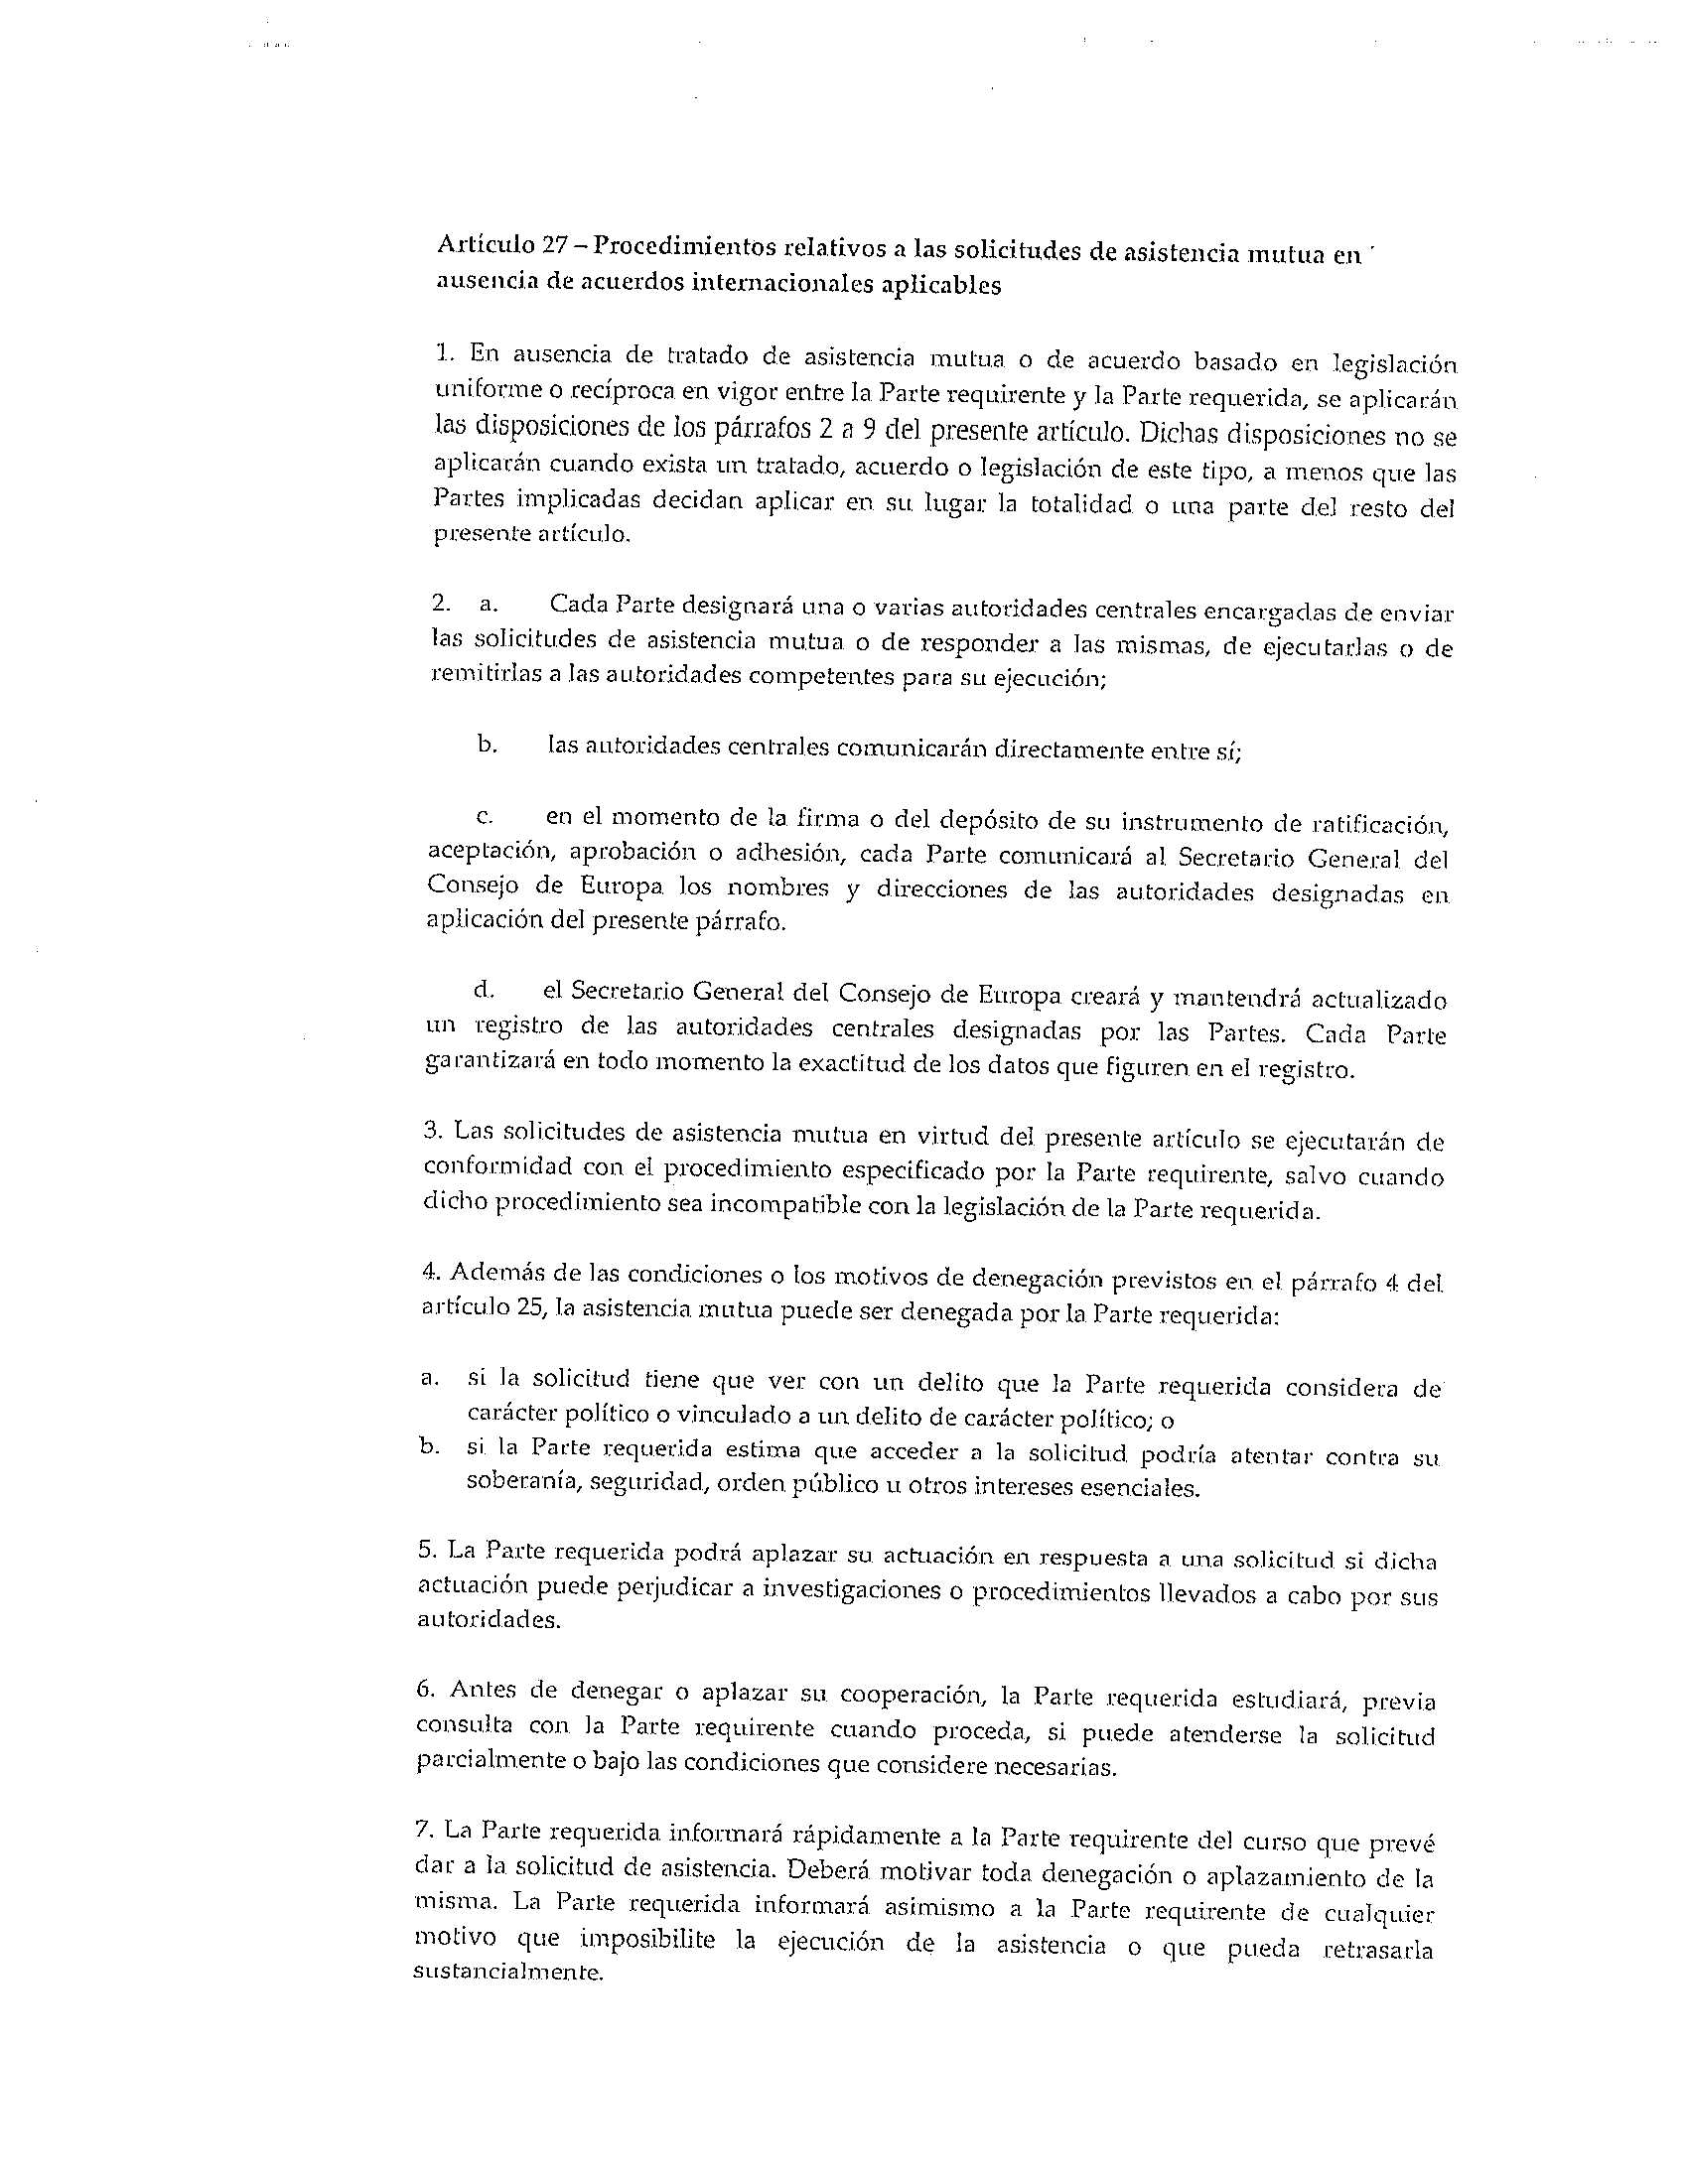 Artículo 27 – Procedimientos relativos a las solicitudes de asistencia mutua en
ausencia de acuerdos internacionales aplicables
1. En ausencia de tratado de asistencia mutua o de acuerdo basado en legislación
uniforme o recíproca en vigor entre la Parte requirente y la Parte requerida, se aplicarán
las disposiciones de los párrafos 2 a 9 del presente artículo. Dichas disposiciones no se
aplicarán cuando exista un tratado, acuerdo o legislación de este tipo, a menos que las
Partes implicadas decidan aplicar en su lugar la totalidad o una parte del resto del
presente artículo.
2. a. Cada Parte designará una o varias autoridades centrales encargadas de enviar
las solicitudes de asistencia mutua o de responder a las mismas, de ejecutarlas o de
remitirlas a las autoridades competentes para su ejecución;
b. las autoridades centrales comunicarán directamente entre sí;
c. en el momento de la firma o del depósito de su instrumento de ratificación,
aceptación, aprobación o adhesión, cada Parte comunicará al Secretario General del
Consejo de Europa los nombres y direcciones de las autoridades designadas en
aplicación del presente párrafo.
d. el Secretario General del Consejo de Europa creará y mantendrá actualizado
un registro de las autoridades centrales designadas por las Partes. Cada Parte
garantizará en todo momento la exactitud de los datos que figuren en el registro.
3. Las solicitudes de asistencia mutua en virtud del presente artículo se ejecutarán de
conformidad con el procedimiento especificado por la Parte requirente, salvo cuando
dicho procedimiento sea incompatible con la legislación de la Parte requerida.
4. Además de las condiciones o los motivos de denegación previstos en el párrafo 4 del
artículo 25, la asistencia mutua puede ser denegada por la Parte requerida:
a. si la solicitud tiene que ver con un delito que la Parte requerida considera de
carácter político o vinculado a un delito de carácter político; o
b. si la Parte requerida estima que acceder a la solicitud podría atentar contra su
soberanía, seguridad, orden público u otros intereses esenciales.
5. La Parte requerida podrá aplazar su actuación en respuesta a una solicitud si dicha
actuación puede perjudicar a investigaciones o procedimientos llevados a cabo por sus
autoridades.
6. Antes de denegar o aplazar su cooperación, la Parte requerida estudiará, previa
consulta con la Parte requirente cuando proceda, si puede atenderse la solicitud
parcialmente o bajo las condiciones que considere necesarias.
7. La Parte requerida informará rápidamente a la Parte requirente del curso que prevé
dar a la solicitud de asistencia. Deberá motivar toda denegación o aplazamiento de la
misma. La Parte requerida informará asimismo a la Parte requirente de cualquier
motivo que imposibilite la ejecución de la asistencia o que pueda retrasarla
sustancialmente.